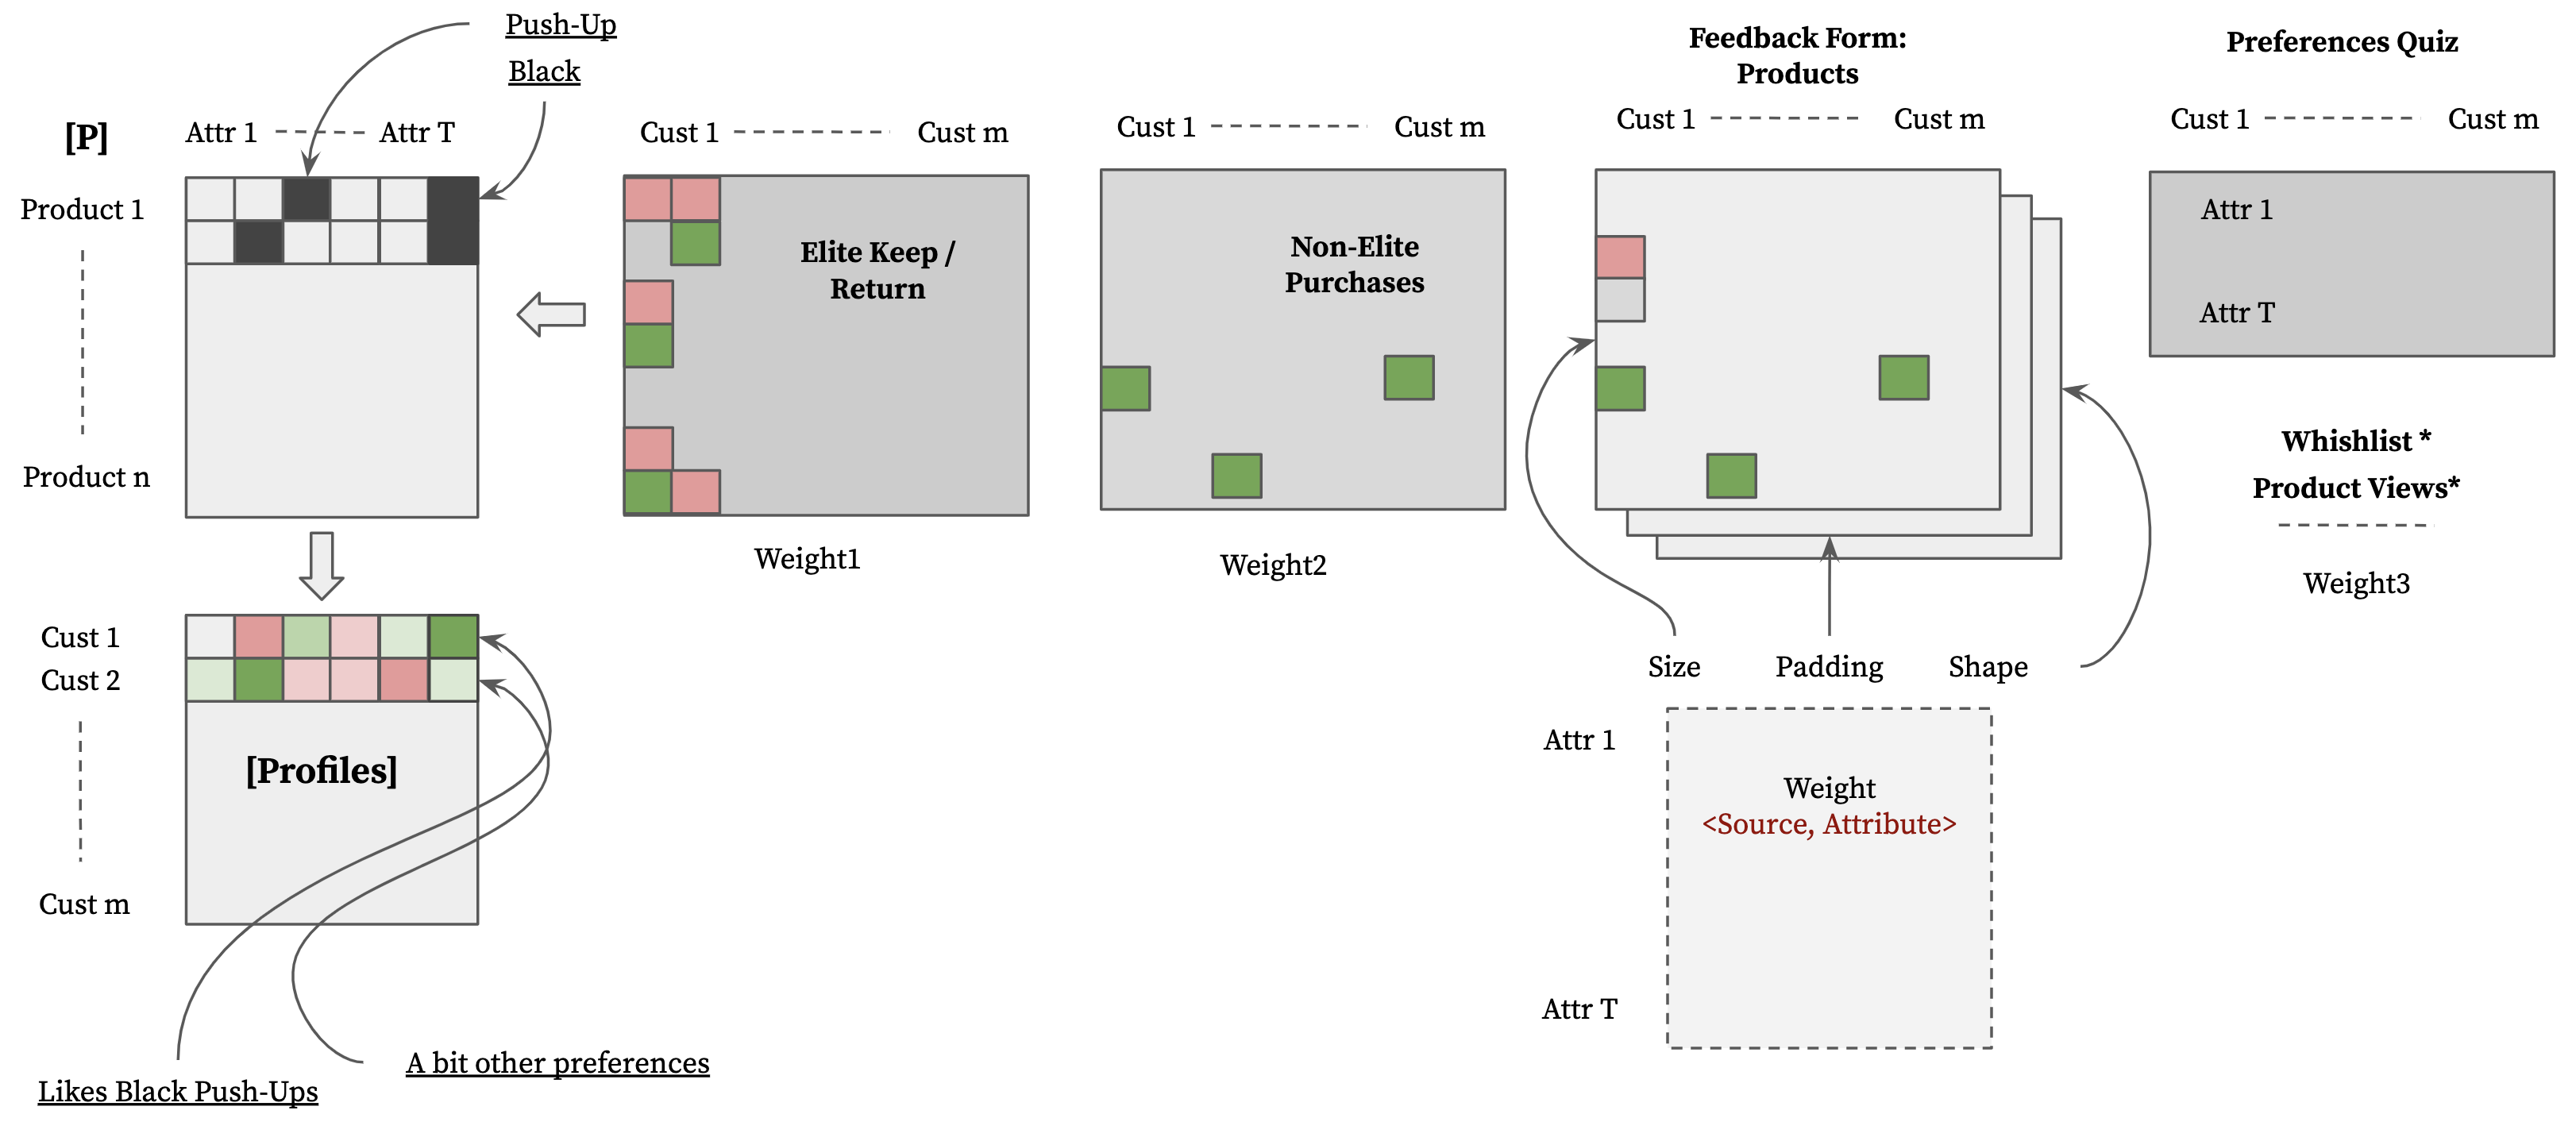 Push-Up
Black
[P]
Attr 1
Attr T
Product 1
Product n
Cust 1
Cust m
Elite Keep /
Return
Weight1
Cust 1
Cust m
Non-Elite
Purchases
Weight2
Feedback Form:
Products
Cust 1
Cust m
Size
Padding
Shape
Attr 1
Weight
<Source, Attribute>
Attr T
Preferences Quiz
Cust 1
Cust m
Attr 1
Attr T
Whishlist *
Product Views*
Weight3
Cust 1
Cust 2
[Profiles]
Cust m
Likes Black Push-Ups
A bit other preferences